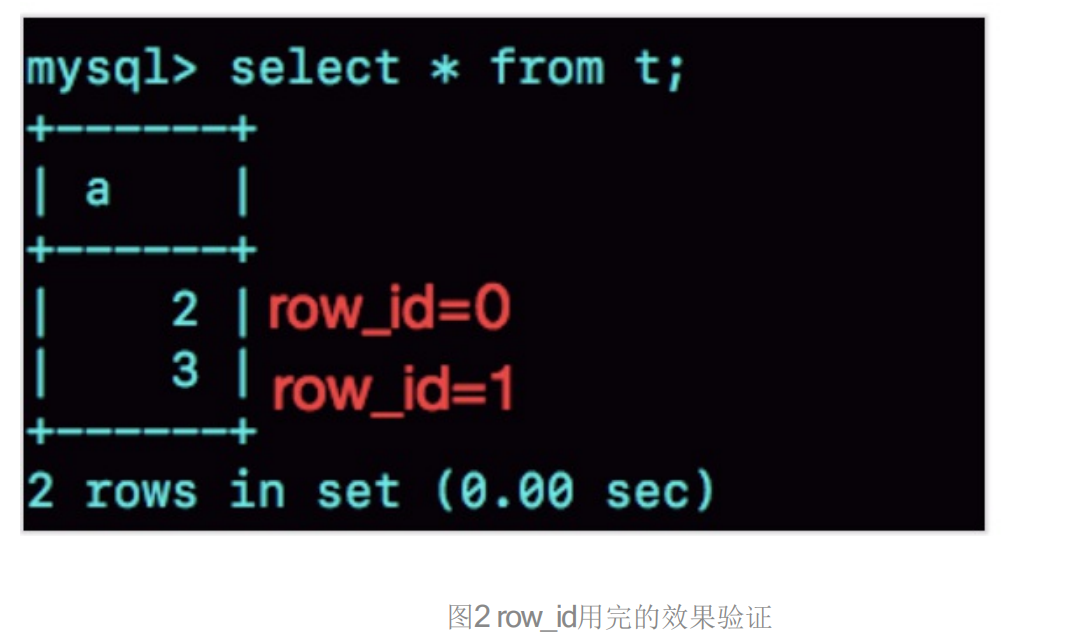 mysql> select * from t;
+------+
| a    |
+------+
|    2 | row_id=0
|    3 | row_id=1
+------+
2 rows in set (0.00 sec)
图2 row_id用完的效果验证